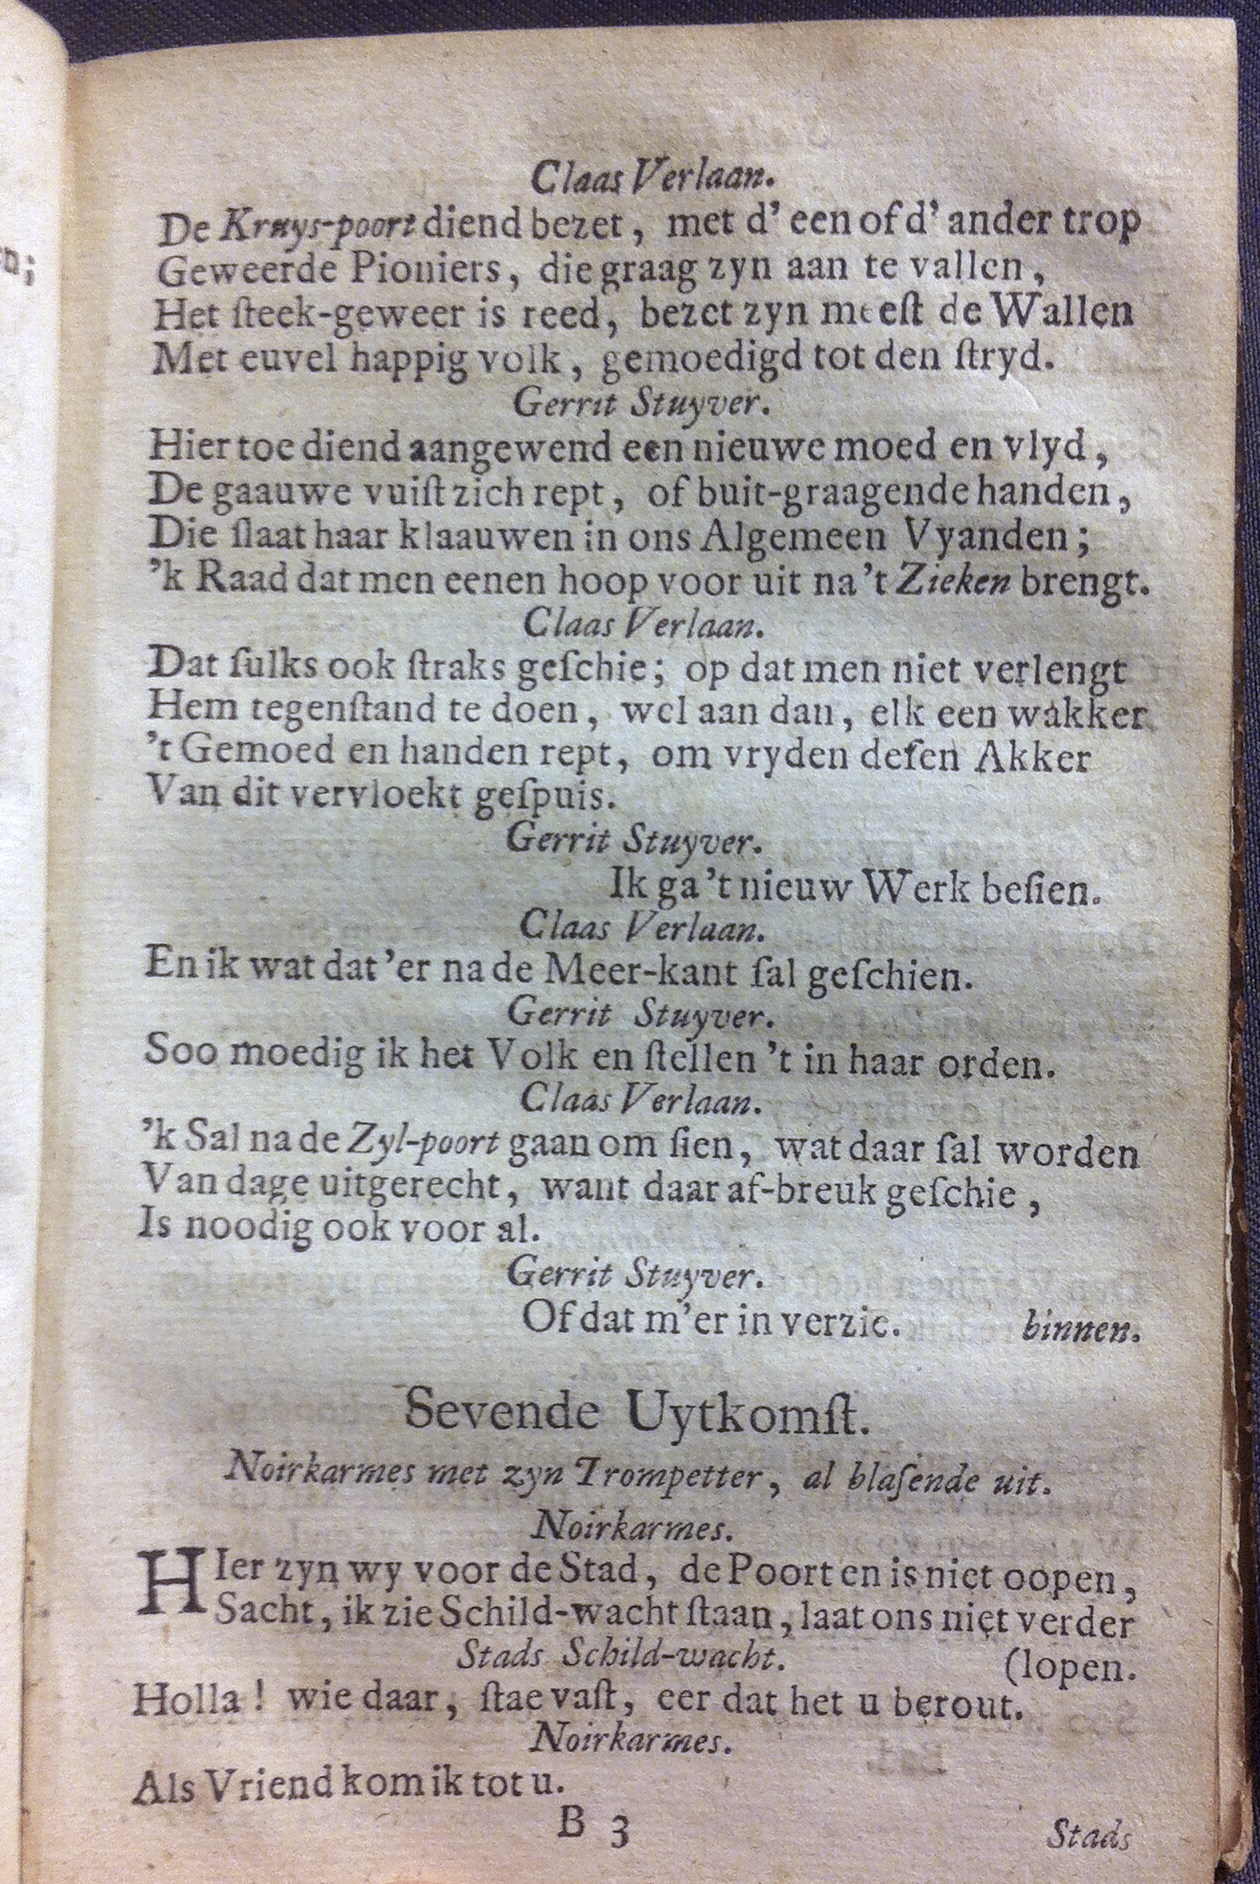 Claas Verlaan.
De Kruys-poort diend bezet, met d' een of d' ander trop
Geweerde Pioniers, die graag zyn aan te vallen,
Het ſteek-geweer is reed, bezet zyn meeſt de Wallen
Met euvel happig volk, gemoedigd tot den ſtryd.
Gerrit Stuyver.
Hier toe diend aangewend een nieuwe moed en vlyd,
De gaauwe vuiſt zich rept, of buit-graagende handen,
Die ſlaat haar klaauwen in ons Algemeen Vyanden;
'k Raad dat men eenen hoop voor uit na 't Zieken brengt.
Claas Verlaan.
Dat ſulks ook ſtraks geſchie; op dat men niet verlengt
Hem tegenſtand te doen, wel aan dan, elk een wakker
't Gemoed en handen rept, om vryden deſen Akker
Van dit vervloekt geſpuis.
Gerrit Stuyver.
Ik ga 't nieuw Werk beſien.
Claas Verlaan.
En ik wat dat 'er na de Meer-kant ſal geſchien.
Gerrit Stuyver.
Soo moedig ik het Volk en ſtellen 't in haar orden.
Claas Verlaan.
'k Sal na de Zyl-poort gaan om ſien, wat daar ſal worden
Van dage uitgerecht, want daar af-breuk geſchie,
Is noodig ook voor al.
Gerrit Stuyver.
Of dat m'er in verzie. binnen.
Sevende Uytkomſt.
Noirkarmes met zyn Trompetter, al blaſende uit.
Noirkarmes.
HIer zyn wy voor de Stad, de Poort en is niet oopen,
Sacht, ik zie Schild-wacht ſtaan, laat ons niet verder
Stads Schild-wacht. (lopen.
Holla! wie daar, ſtae vaſt, eer dat het u berout.
Noirkarmes.
Als Vriend kom ik tot u.
B 3 Stads